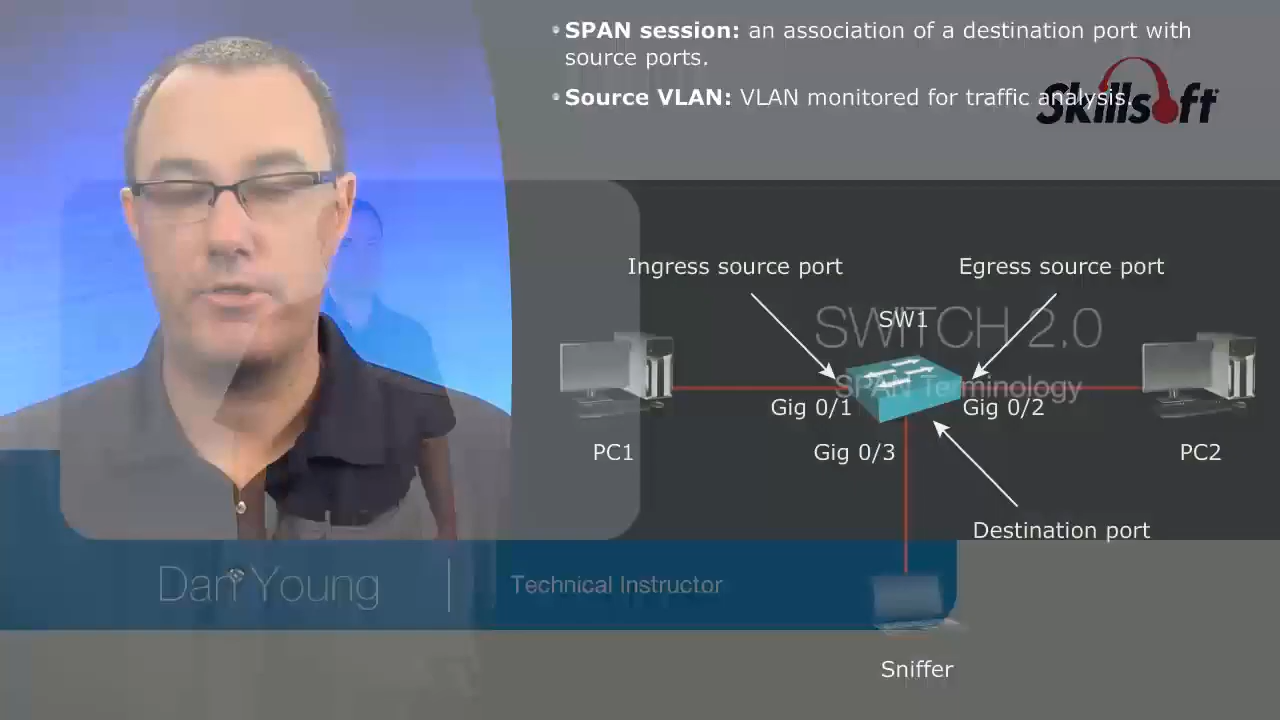 • SPAN session: an association of a destination port with
source ports.
• Source VLAN: VLAN monitored for traffic analysis.
Skillsoft
Ingress source port
Egress source port
SWITCH 2.0
SW1
SPAN Terminology
Gig 0/1
Gig 0/2
PC1
Gig 0/3
PC2
Destination port
Dan Young
Technical Instructor
Sniffer